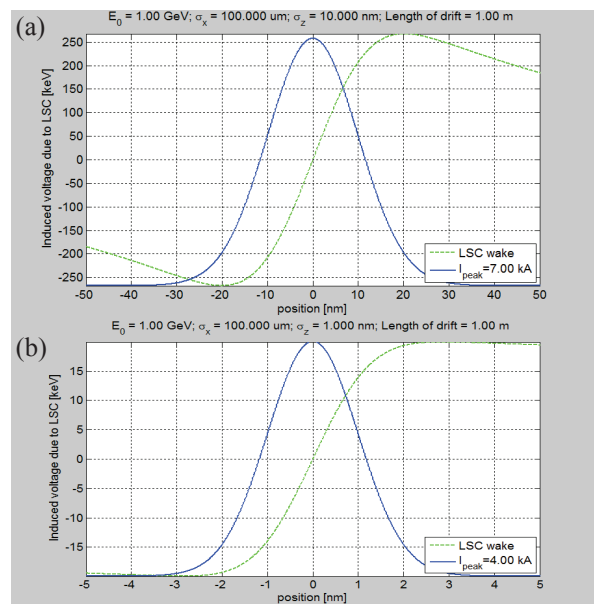 (a)
E0 = 1.00 GeV; σx = 100.000 um; σz = 10.000 nm; Length of drift = 1.00 m
Induced voltage due to LSC [keV]
250
200
150
100
50
0
-50
-100
-150
-200
-250
LSC wake
Ipeak=7.00 kA
-50 -40 -30 -20 -10 0 10 20 30 40 50
position [nm]
(b)
E0 = 1.00 GeV; σx = 100.000 um; σz = 1.000 nm; Length of drift = 1.00 m
Induced voltage due to LSC [keV]
15
10
5
0
-5
-10
-15
LSC wake
Ipeak=4.00 kA
-5 -4 -3 -2 -1 0 1 2 3 4 5
position [nm]